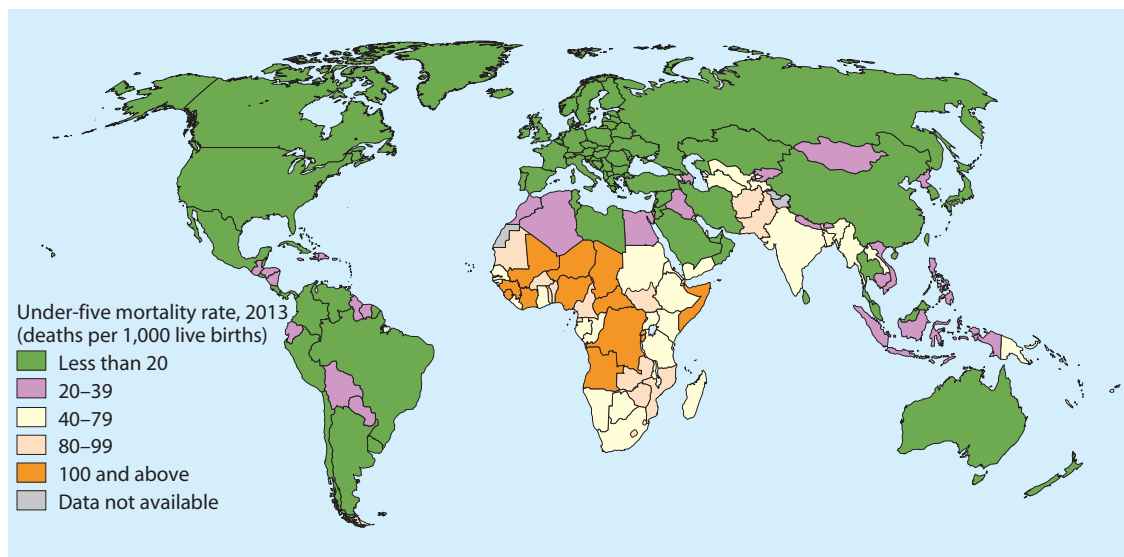 Under-five mortality rate, 2013
(deaths per 1,000 live births)
Less than 20
20–39
40–79
80–99
100 and above
Data not available